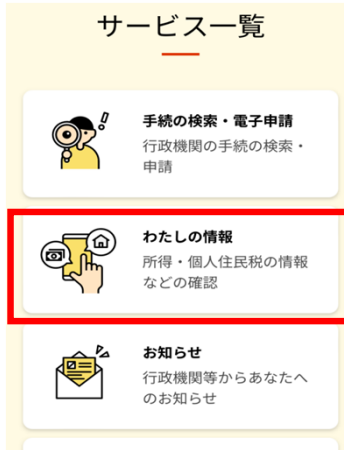 サービス一覧
手続の検索・電子申請
行政機関の手続の検索・
申請
わたしの情報
所得・個人住民税の情報
などの確認
お知らせ
行政機関等からあなたへ
のお知らせ